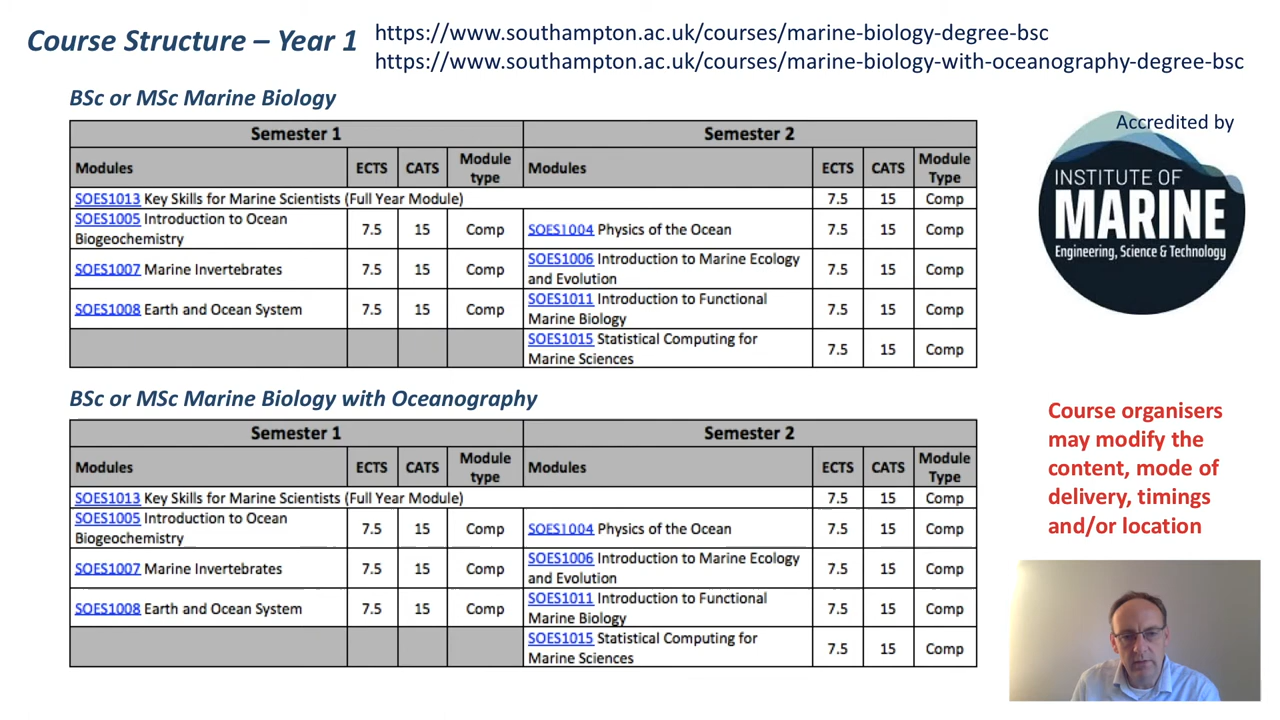 Course Structure – Year 1
https://www.southampton.ac.uk/courses/marine-biology-degree-bsc
https://www.southampton.ac.uk/courses/marine-biology-with-oceanography-degree-bsc
BSc or MSc Marine Biology
Semester 1 Semester 2
Modules ECTS CATS Module type Modules ECTS CATS Module Type
SOES1013 Key Skills for Marine Scientists (Full Year Module) 7.5 15 Comp
SOES1005 Introduction to Ocean Biogeochemistry 7.5 15 Comp SOES1004 Physics of the Ocean 7.5 15 Comp
SOES1007 Marine Invertebrates 7.5 15 Comp SOES1006 Introduction to Marine Ecology and Evolution 7.5 15 Comp
SOES1008 Earth and Ocean System 7.5 15 Comp SOES1011 Introduction to Functional Marine Biology 7.5 15 Comp
SOES1015 Statistical Computing for Marine Sciences 7.5 15 Comp
Accredited by
INSTITUTE OF
MARINE
Engineering, Science & Technology
BSc or MSc Marine Biology with Oceanography
Semester 1 Semester 2
Modules ECTS CATS Module type Modules ECTS CATS Module Type
SOES1013 Key Skills for Marine Scientists (Full Year Module) 7.5 15 Comp
SOES1005 Introduction to Ocean Biogeochemistry 7.5 15 Comp SOES1004 Physics of the Ocean 7.5 15 Comp
SOES1007 Marine Invertebrates 7.5 15 Comp SOES1006 Introduction to Marine Ecology and Evolution 7.5 15 Comp
SOES1008 Earth and Ocean System 7.5 15 Comp SOES1011 Introduction to Functional Marine Biology 7.5 15 Comp
SOES1015 Statistical Computing for Marine Sciences 7.5 15 Comp
Course organisers
may modify the
content, mode of
delivery, timings
and/or location